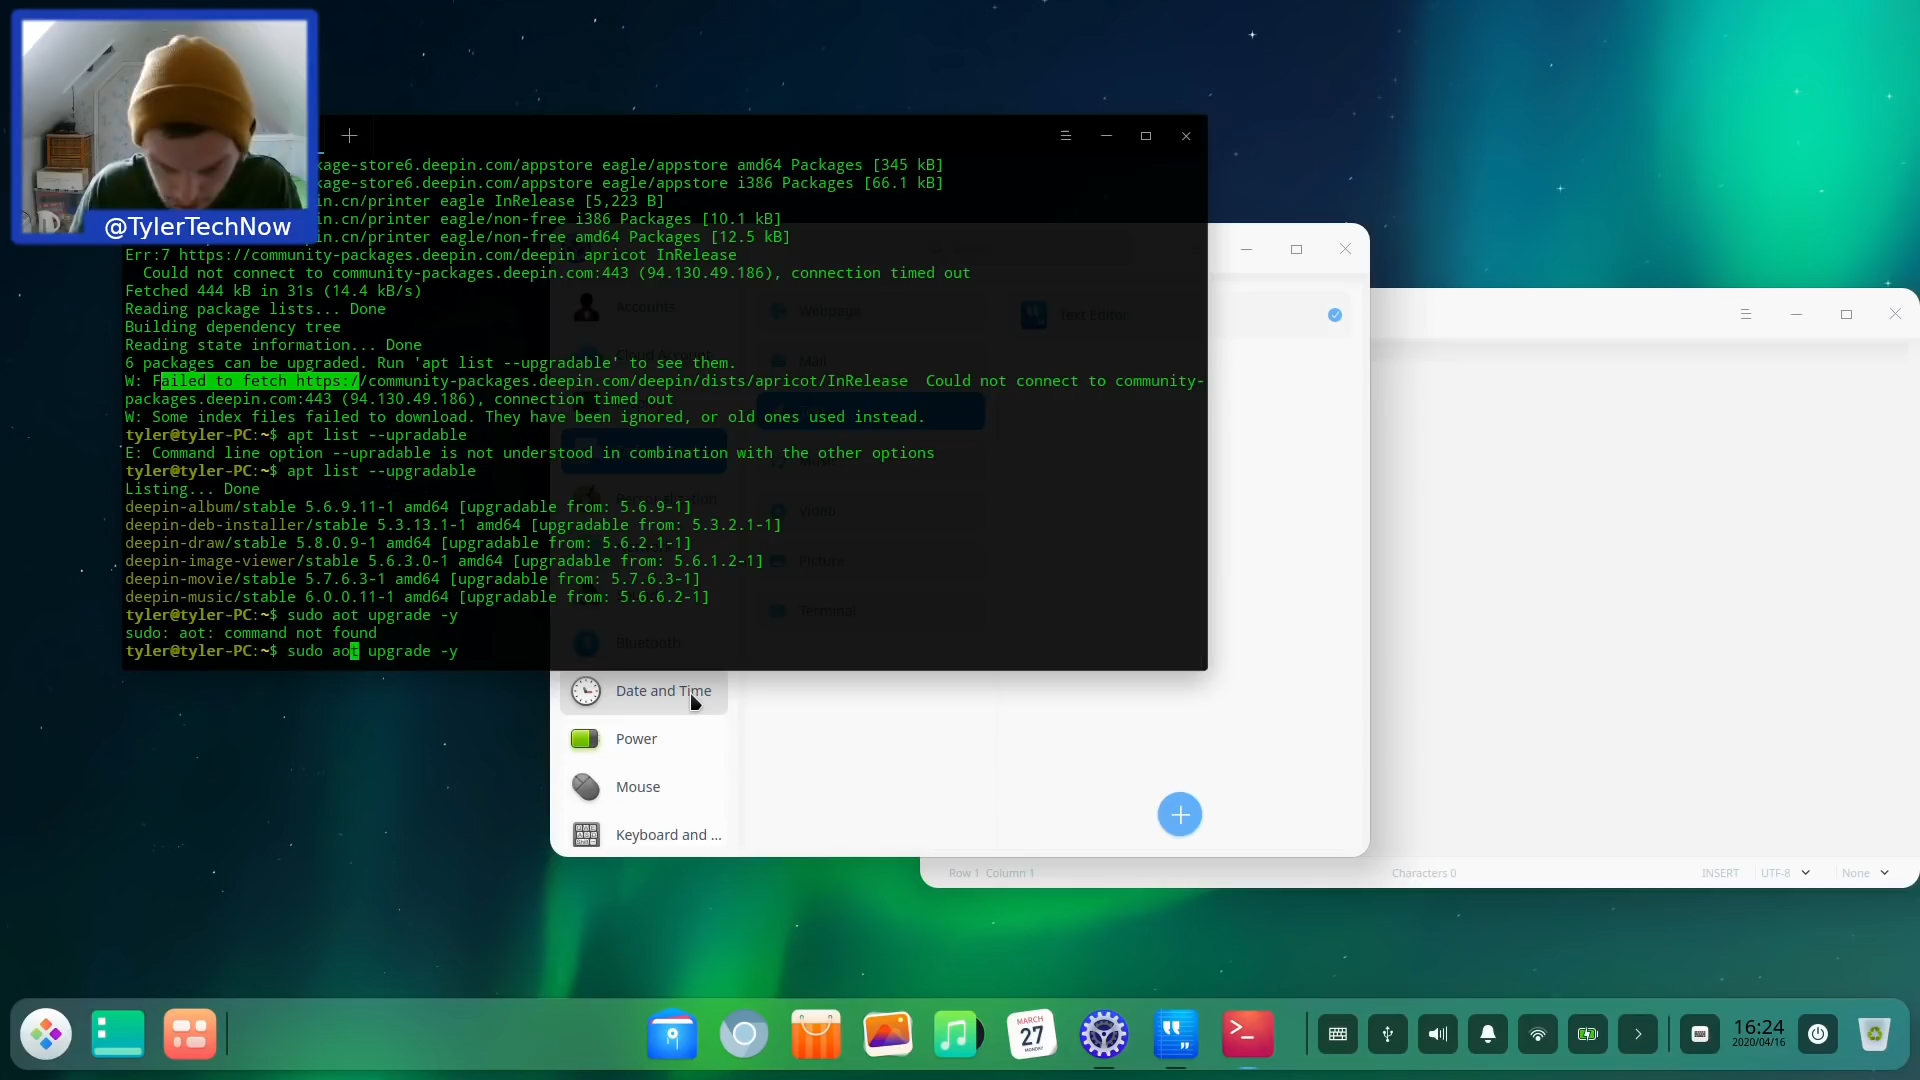 @TylerTechNow
kage-store6.deepin.com/appstore eagle/appstore amd64 Packages [345 kB]
kage-store6.deepin.com/appstore eagle/appstore i386 Packages [66.1 kB]
in.cn/printer eagle InRelease [5,223 B]
in.cn/printer eagle/non-free i386 Packages [10.1 kB]
in.cn/printer eagle/non-free amd64 Packages [12.5 kB]
Err:7 https://community-packages.deepin.com/deepin apricot InRelease
Could not connect to community-packages.deepin.com:443 (94.130.49.186), connection timed out
Fetched 444 kB in 31s (14.4 kB/s)
Reading package lists... Done
Building dependency tree
Reading state information... Done
6 packages can be upgraded. Run 'apt list --upgradable' to see them.
W: Failed to fetch https://community-packages.deepin.com/deepin/dists/apricot/InRelease  Could not connect to community-
packages.deepin.com:443 (94.130.49.186), connection timed out
W: Some index files failed to download. They have been ignored, or old ones used instead.
tyler@tyler-PC:~$ apt list --upradable
E: Command line option --upradable is not understood in combination with the other options
tyler@tyler-PC:~$ apt list --upgradable
Listing... Done
deepin-album/stable 5.6.9.11-1 amd64 [upgradable from: 5.6.9-1]
deepin-deb-installer/stable 5.3.13.1-1 amd64 [upgradable from: 5.3.2.1-1]
deepin-draw/stable 5.8.0.9-1 amd64 [upgradable from: 5.6.2.1-1]
deepin-image-viewer/stable 5.6.3.0-1 amd64 [upgradable from: 5.6.1.2-1]
deepin-movie/stable 5.7.6.3-1 amd64 [upgradable from: 5.7.6.3-1]
deepin-music/stable 6.0.0.11-1 amd64 [upgradable from: 5.6.6.2-1]
tyler@tyler-PC:~$ sudo aot upgrade -y
sudo: aot: command not found
tyler@tyler-PC:~$ sudo aot upgrade -y
Accounts
Webpage
Text Editor
Cloud Account
Mail
Personalization
Music
Video
Picture
Terminal
Bluetooth
Date and Time
Power
Mouse
Keyboard and ...
Row 1 Column 1
Characters 0
INSERT
UTF-8
None
MARCH
27
MONDAY
16:24
2020/04/16